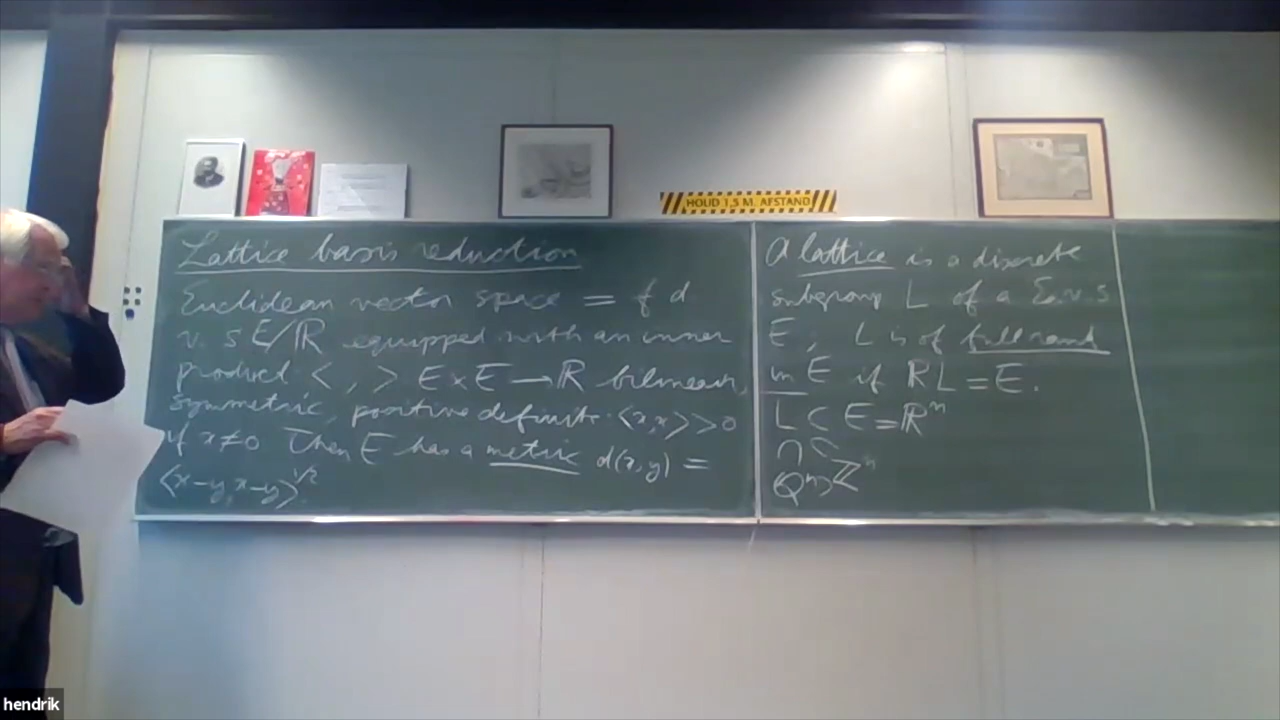 HOUD 1,5 M. AFSTAND
Lattice basis reduction
Euclidean vector space = f d
v. s E/ℝ equipped with an inner
product < , > E × E → ℝ bilinear,
symmetric, positive definite: <x,x> > 0
if x ≠ 0 Then E has a metric d(x,y) =
<x-y, x-y>^{1/2}.
A lattice is a discrete
subgroup L of a E.v.s
E, L is of full rank
in E if ℝL = E.
L ⊂ E = ℝ^n
∩ ⊂
ℚ^n ⊃ ℤ^n
hendrik